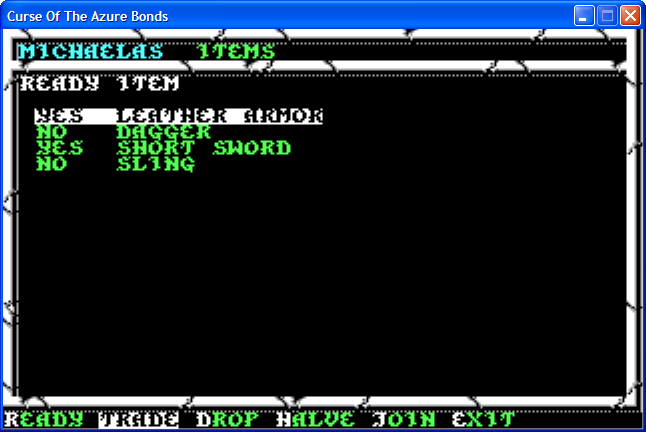 Curse Of The Azure Bonds
MICHAELAS ITEMS
READY ITEM
YES LEATHER ARMOR
NO DAGGER
YES SHORT SWORD
NO SLING
READY TRADE DROP HALVE JOIN EXIT